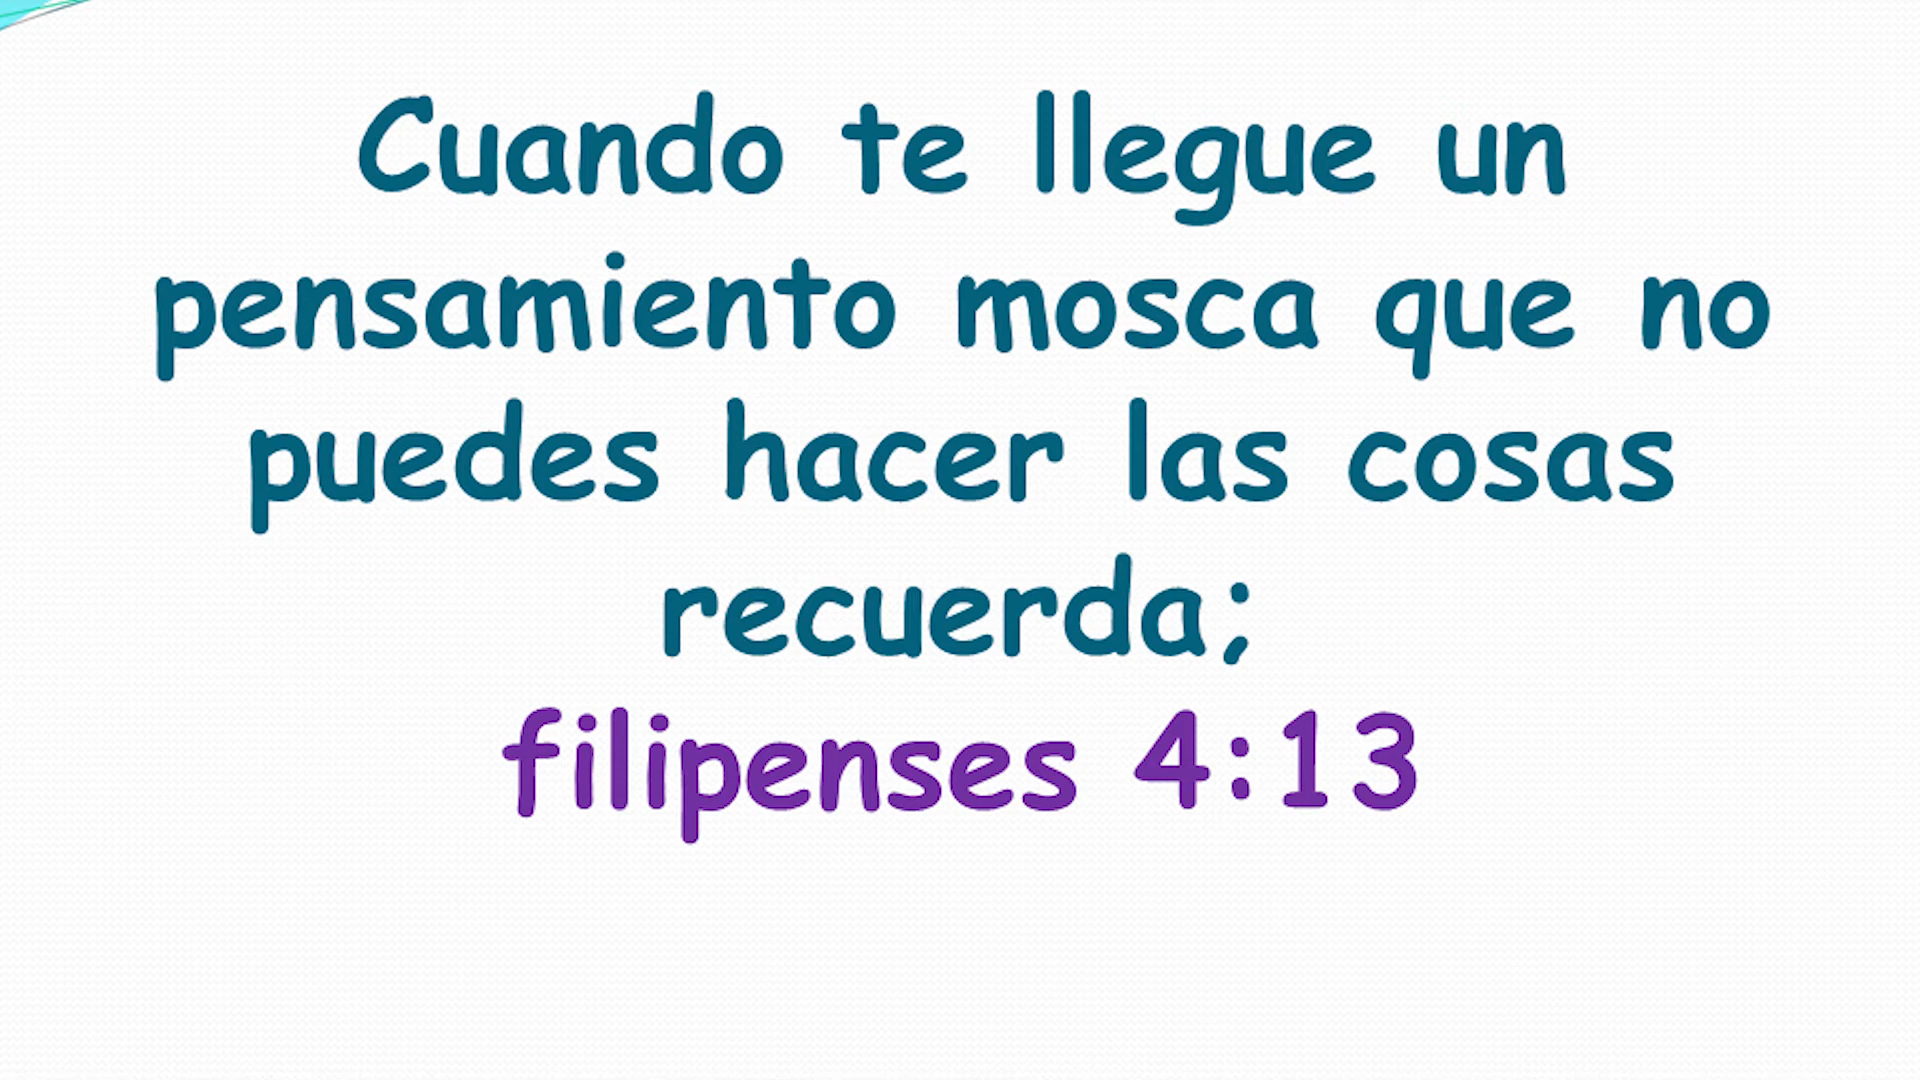 Cuando te llegue un
pensamiento mosca que no
puedes hacer las cosas
recuerda;
filipenses 4:13